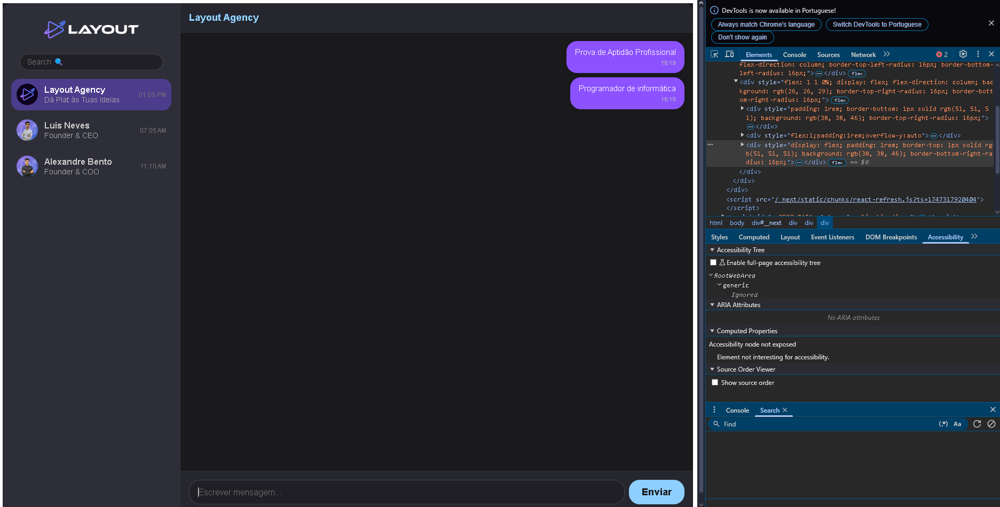 LAYOUT
Search
Layout Agency
Dá Plat às Tuas Ideias
01:09 PM
Luis Neves
Founder & CEO
07:05 AM
Alexandre Bento
Founder & COO
11:10 AM
Layout Agency
Prova de Aptidão Profissional
16:19
Programador de informática
16:19
Escrever mensagem...
Enviar
DevTools is now available in Portuguese!
Always match Chrome's language
Switch DevTools to Portuguese
Don't show again
Elements Console Sources Network 2
flex-direction: column; border-top-left-radius: 16px; border-bottom-
left-radius: 16px;">…</div> flex
<div style="flex: 1 1 0%; display: flex; flex-direction: column; bac
kground: rgb(26, 26, 29); border-top-right-radius: 16px; border-bott
om-right-radius: 16px;"> flex
<div style="padding: 1rem; border-bottom: 1px solid rgb(51, 51, 5
1); background: rgb(38, 38, 46); border-top-right-radius: 16px;">
…</div>
<div style="flex:1;padding:1rem;overflow-y:auto">…</div>
<div style="display: flex; padding: 1rem; border-top: 1px solid rg
b(51, 51, 51); background: rgb(38, 38, 46); border-bottom-right-ra
dius: 16px;">…</div> flex == $0
</div>
</div>
</div>
<script src="/_next/static/chunks/react-refresh.js?ts=1747317920404">
</script>
html body div#__next div div div
Styles Computed Layout Event Listeners DOM Breakpoints Accessibility
Accessibility Tree
Enable full-page accessibility tree
RootWebArea
generic
Ignored
ARIA Attributes
No ARIA attributes
Computed Properties
Accessibility node not exposed
Element not interesting for accessibility.
Source Order Viewer
Show source order
Console Search
Find (.*) Aa